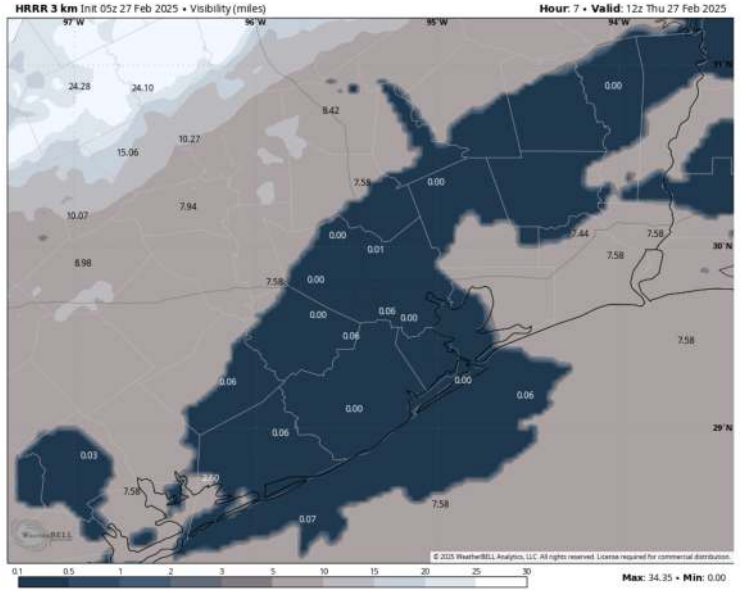 HRRR 3 km Init 05z 27 Feb 2025 • Visibility (miles)
Hour: 7 • Valid: 12z Thu 27 Feb 2025
97°W 96°W 95°W 94°W
31°N
24.28 24.10 0.00
8.42
10.27
15.06
7.58 0.00
7.94
10.07
0.00 7.44 7.58
0.01 30°N
7.58
8.98
0.00 7.58
0.06
0.00 0.00
0.06 7.58
0.06 0.00
0.06
0.00
0.06 29°N
0.03
7.58
0.07 7.58
WeatherBELL
© 2025 WeatherBELL Analytics, LLC. All rights reserved. License required for commercial distribution.
0.1 0.5 1 2 3 5 10 15 20 25 30
Max: 34.35 • Min: 0.00